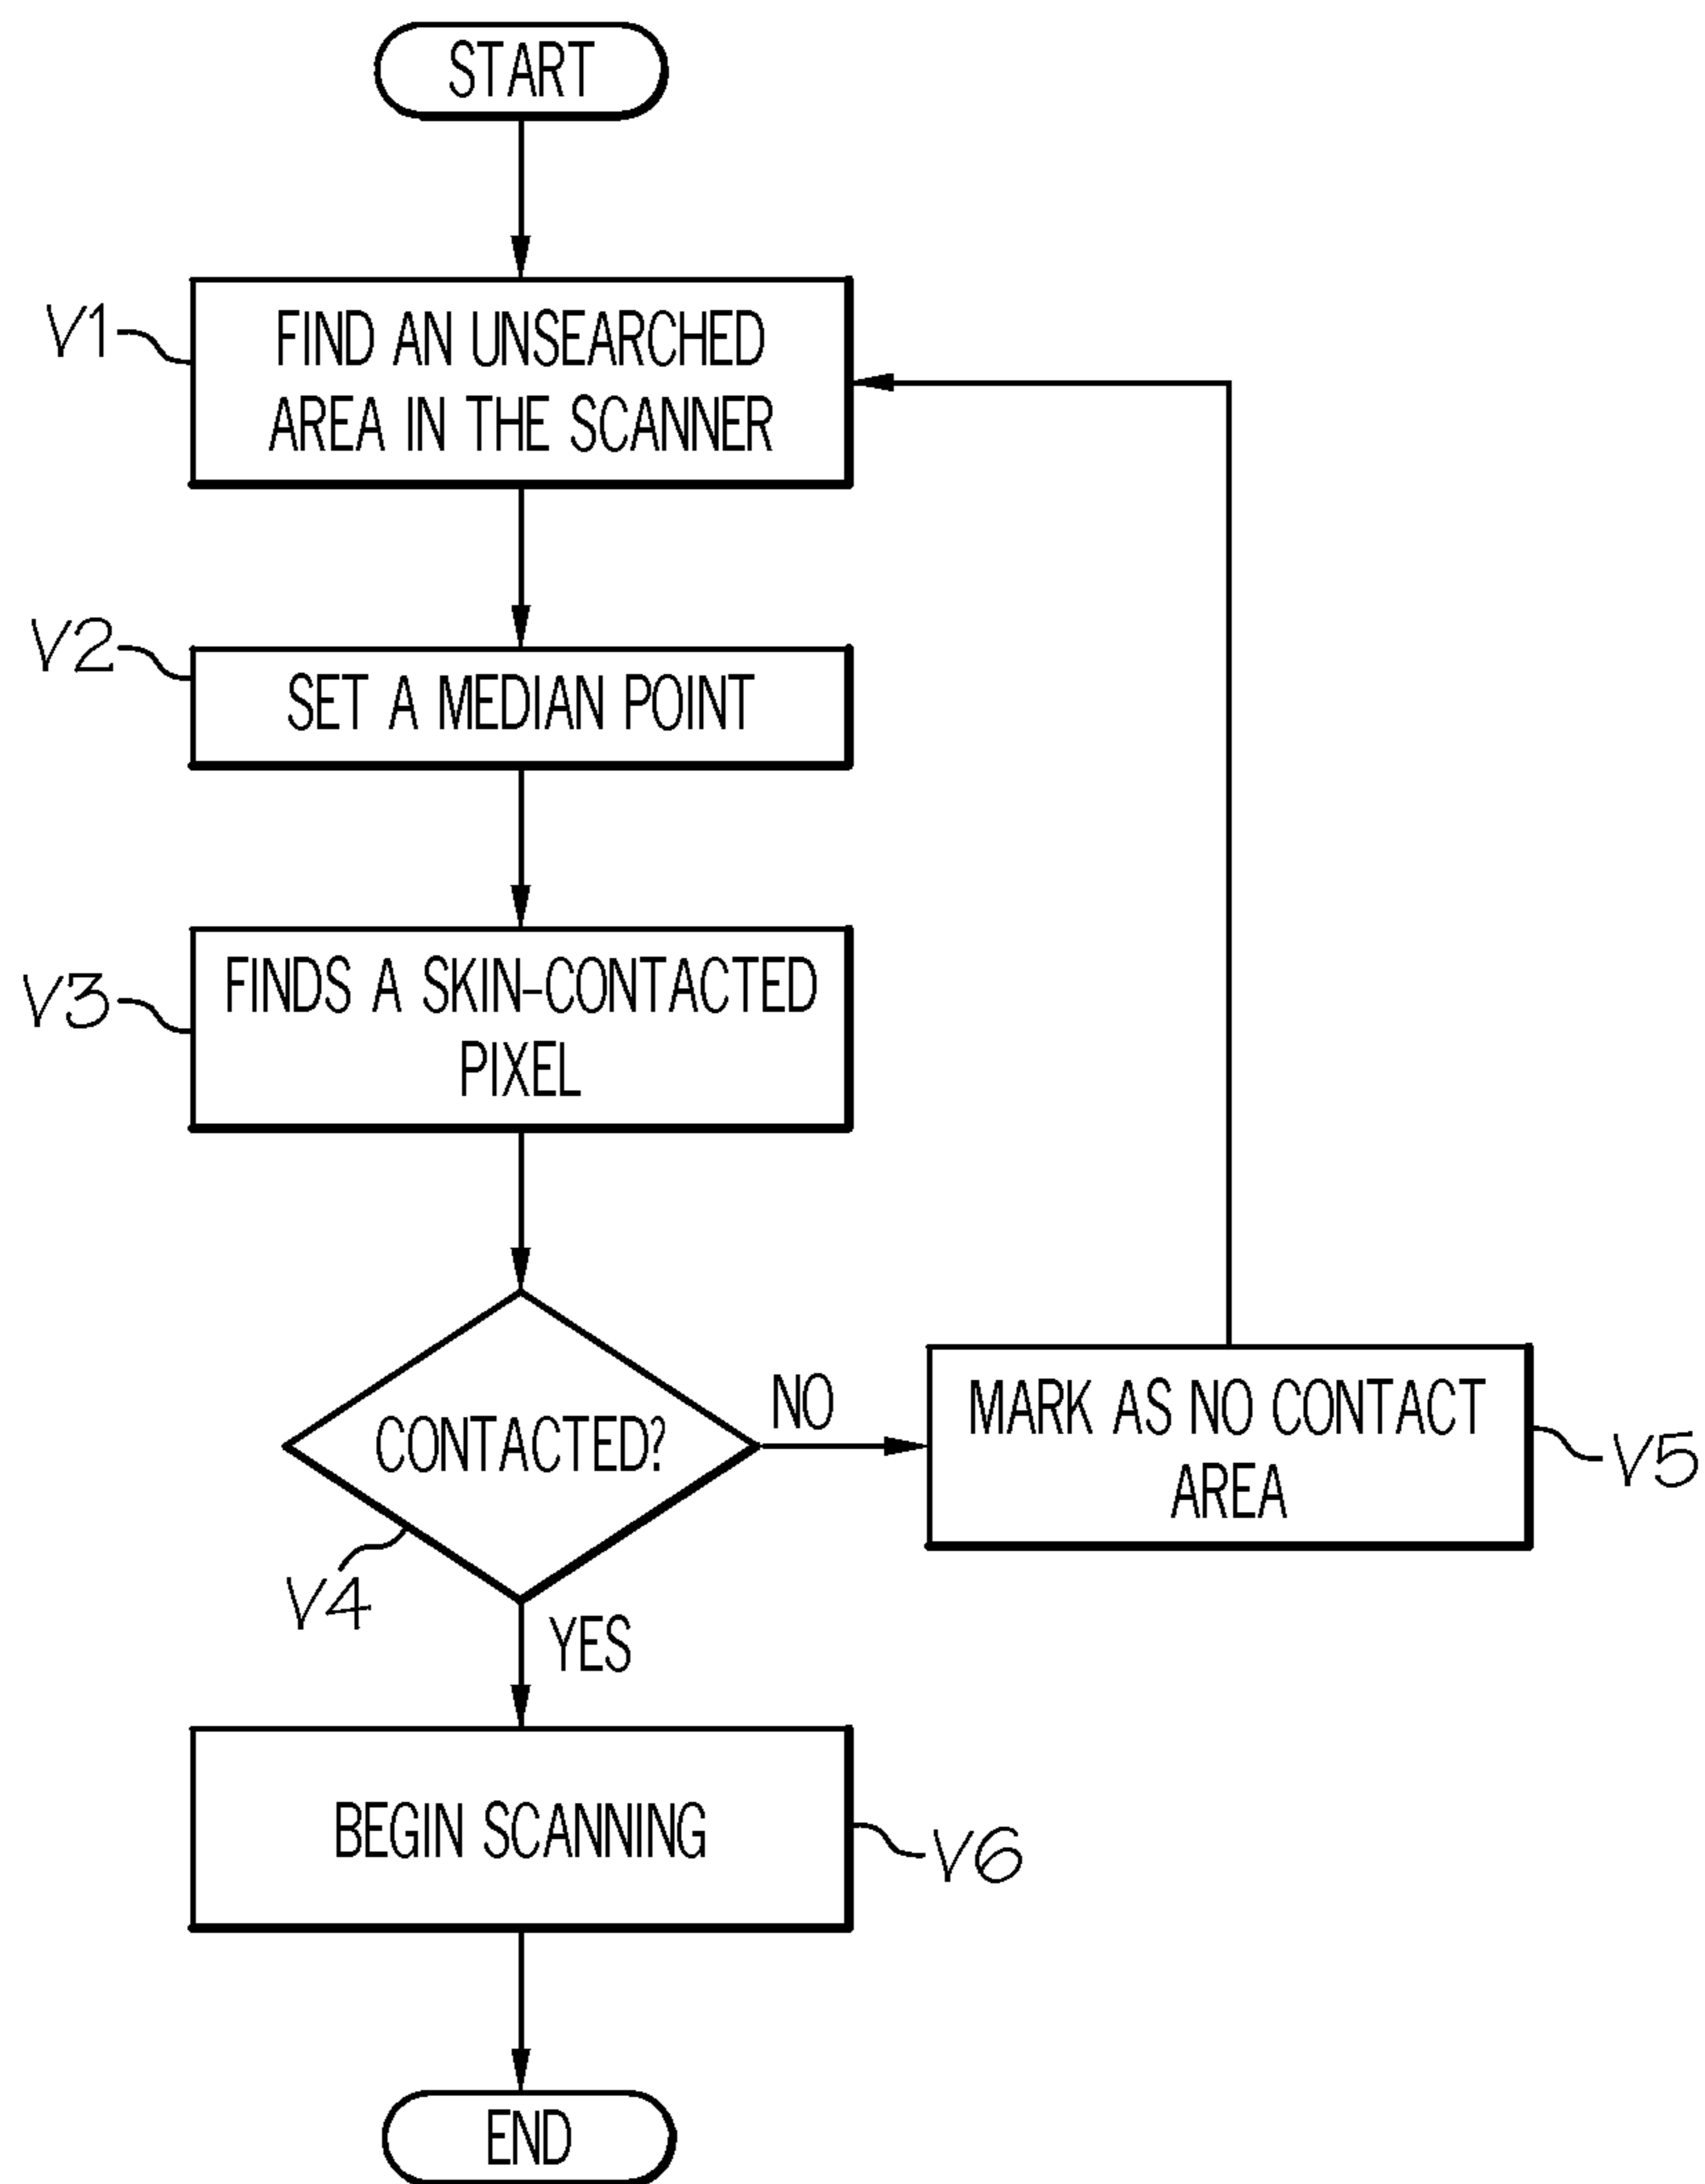 START
V1
FIND AN UNSEARCHED
AREA IN THE SCANNER
V2
SET A MEDIAN POINT
V3
FINDS A SKIN-CONTACTED
PIXEL
CONTACTED?
V4
NO
MARK AS NO CONTACT
AREA
V5
YES
BEGIN SCANNING
V6
END